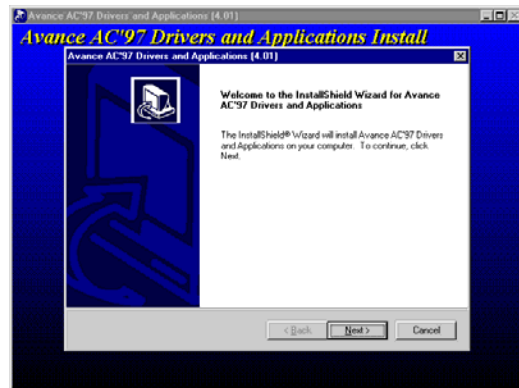 Avance AC'97 Drivers and Applications (4.01)
Avance AC'97 Drivers and Applications Install
Avance AC'97 Drivers and Applications (4.01)
Welcome to the InstallShield Wizard for Avance
AC'97 Drivers and Applications
The InstallShield® Wizard will install Avance AC'97 Drivers
and Applications on your computer. To continue, click
Next.
< Back
Next >
Cancel